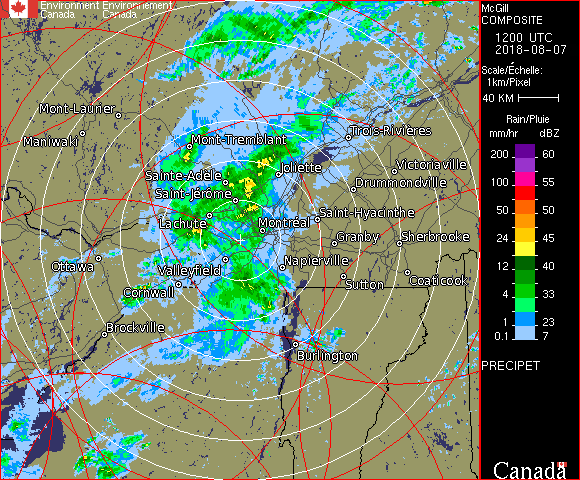 Environment Environnement
Canada Canada
McGill
COMPOSITE
1200 UTC
2018-08-07
Scale/Échelle:
1km/Pixel
40 KM
Rain/Pluie
mm/hr dBZ
200 60
150 57
100 55
50 50
24 45
12 40
4 33
1 23
0.1 7
PRECIPET
Canada
Mont-Laurier
Maniwaki
Mont-Tremblant
Trois-Rivières
Sainte-Adèle
Joliette
Victoriaville
Saint-Jérôme
Drummondville
Lachute
Montréal
Saint-Hyacinthe
Granby
Sherbrooke
Ottawa
Valleyfield
Napierville
Cornwall
Sutton
Coaticook
Brockville
Burlington